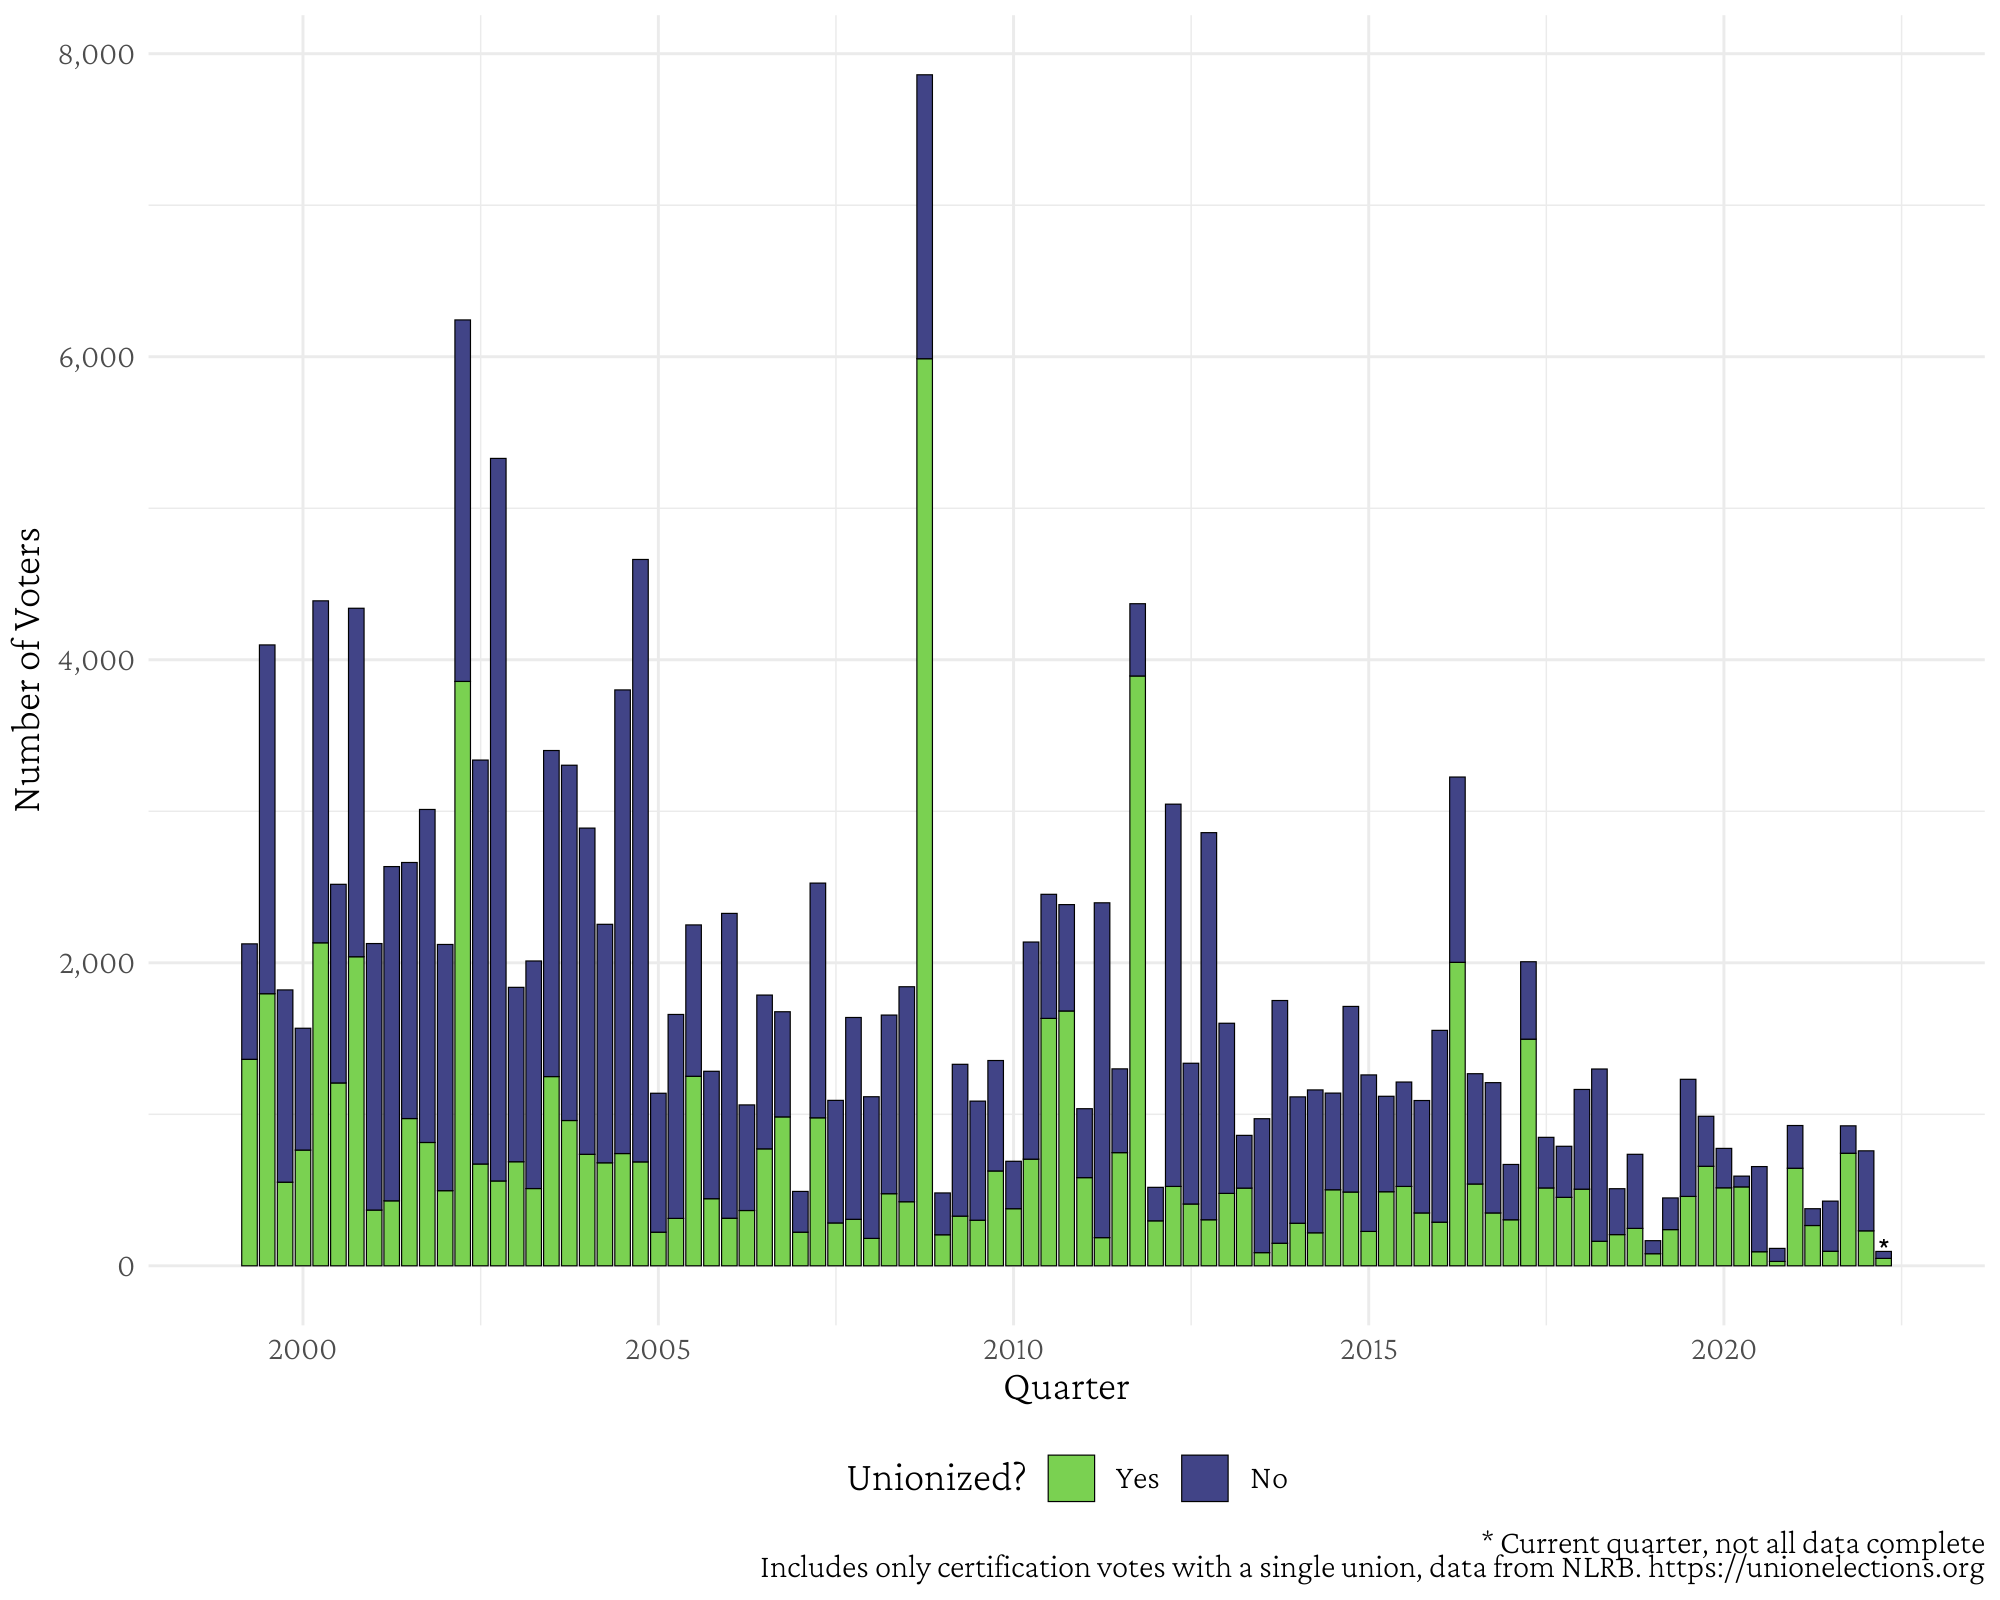 8,000
6,000
4,000
2,000
0
Number of Voters
*
2000 2005 2010 2015 2020
Quarter
Unionized? Yes No
* Current quarter, not all data complete
Includes only certification votes with a single union, data from NLRB. https://unionelections.org